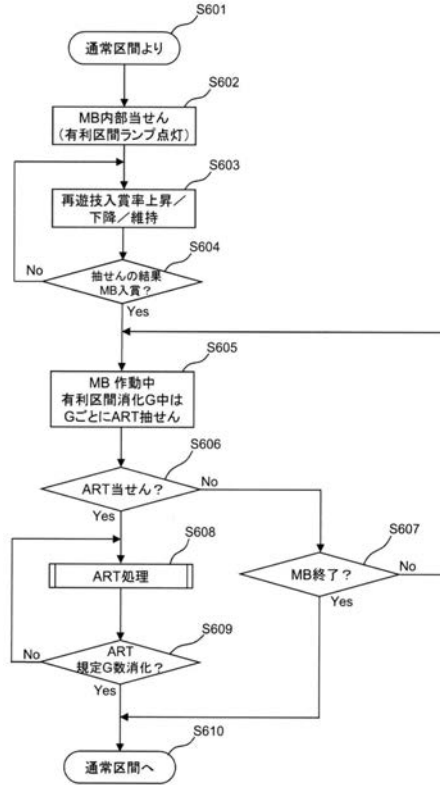 S601
通常区間より
S602
MB内部当せん
(有利区間ランプ点灯)
S603
再遊技入賞率上昇／
下降／維持
S604
抽せんの結果
MB入賞？
No
Yes
S605
MB 作動中
有利区間消化G中は
GごとにART抽せん
S606
ART当せん？
No
Yes
S607
MB終了？
No
Yes
S608
ART処理
S609
ART
規定G数消化？
No
Yes
S610
通常区間へ